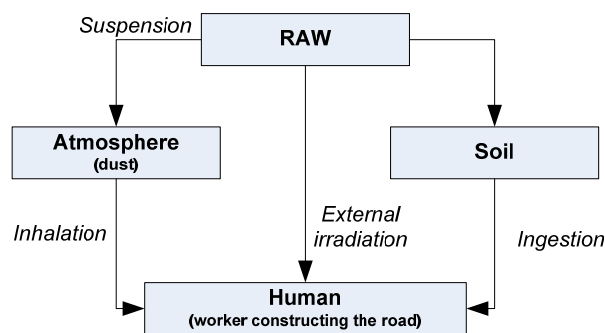 Suspension
RAW
Atmosphere
(dust)
Soil
Inhalation
External
irradiation
Ingestion
Human
(worker constructing the road)